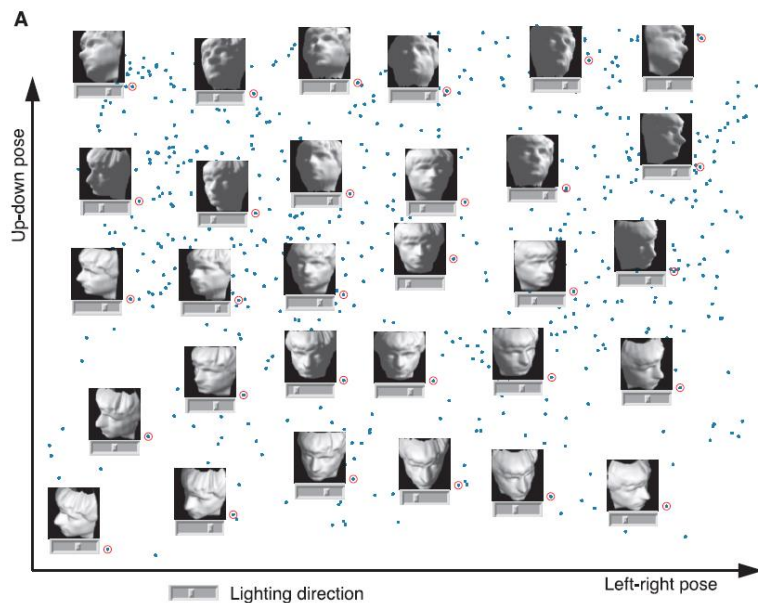 A
Up-down pose
Lighting direction
Left-right pose